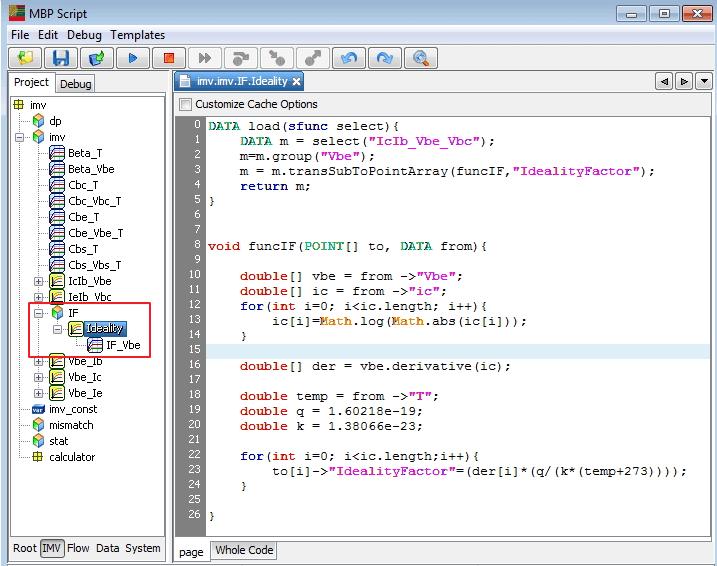 MBP Script
File Edit Debug Templates
Project Debug
imv
dp
imv
Beta_T
Beta_Vbe
Cbc_T
Cbc_Vbc_T
Cbe_T
Cbe_Vbe_T
Cbs_T
Cbs_Vbs_T
IcIb_Vbe
IeIb_Vbc
IF
Ideality
IF_Vbe
Vbe_Ib
Vbe_Ic
Vbe_Ie
var imv_const
mismatch
stat
calculator
Root IMV Flow Data System
imv.imv.IF.Ideality
Customize Cache Options
0 DATA load(sfunc select){
1 DATA m = select("IcIb_Vbe_Vbc");
2 m=m.group("Vbe");
3 m = m.transSubToPointArray(funcIF,"IdealityFactor");
4 return m;
5 }
6
7
8 void funcIF(POINT[] to, DATA from){
9
10 double[] vbe = from ->"Vbe";
11 double[] ic = from ->"ic";
12 for(int i=0; i<ic.length; i++){
13 ic[i]=Math.log(Math.abs(ic[i]));
14 }
15
16 double[] der = vbe.derivative(ic);
17
18 double temp = from ->"T";
19 double q = 1.60218e-19;
20 double k = 1.38066e-23;
21
22 for(int i=0; i<ic.length;i++){
23 to[i]->"IdealityFactor"=(der[i]*(q/(k*(temp+273))));
24 }
25
26 }
page Whole Code